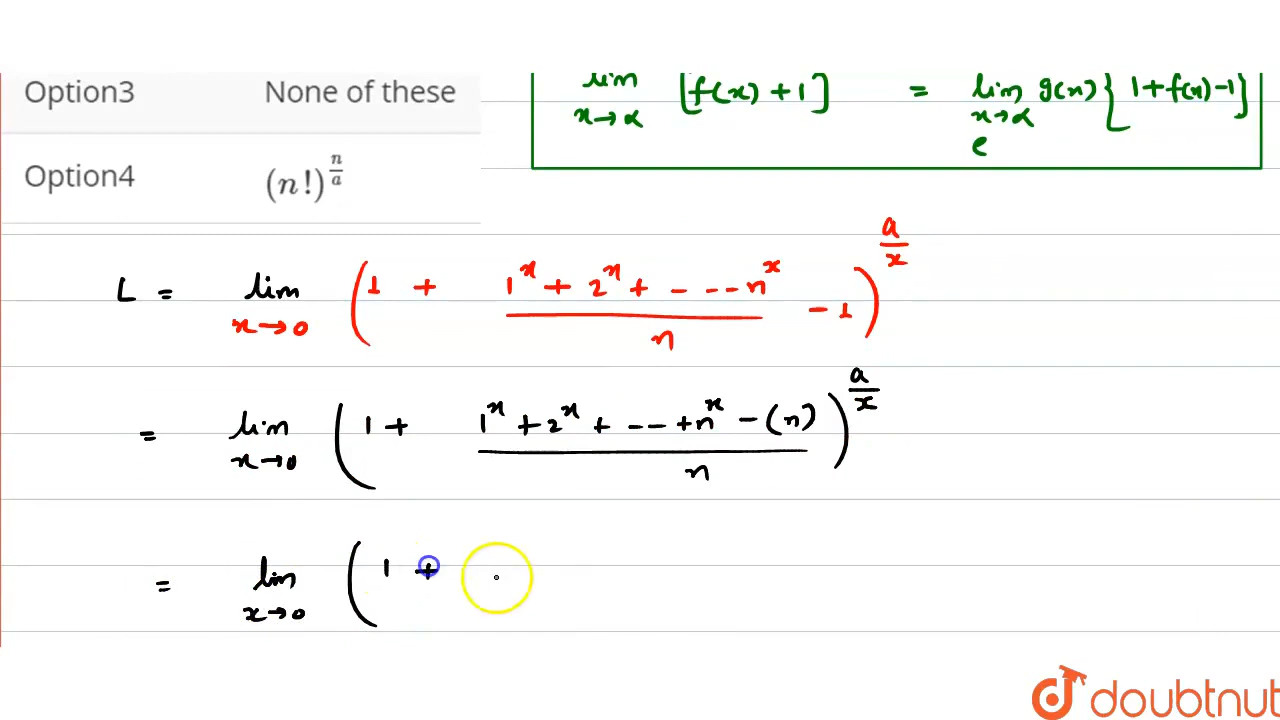 Option3 None of these
lim [f(x) + 1] = lim g(x) { 1 + f(x) - 1 }
x→α x→α
e
Option4 (n!)^(n/a)
L = lim ( 1 + (1^x + 2^x + - - - - n^x)/n - 1 )^(a/x)
x→0
= lim ( 1 + (1^x + 2^x + - - - + n^x - (n))/n )^(a/x)
x→0
= lim ( 1 +
x→0
doubtnut